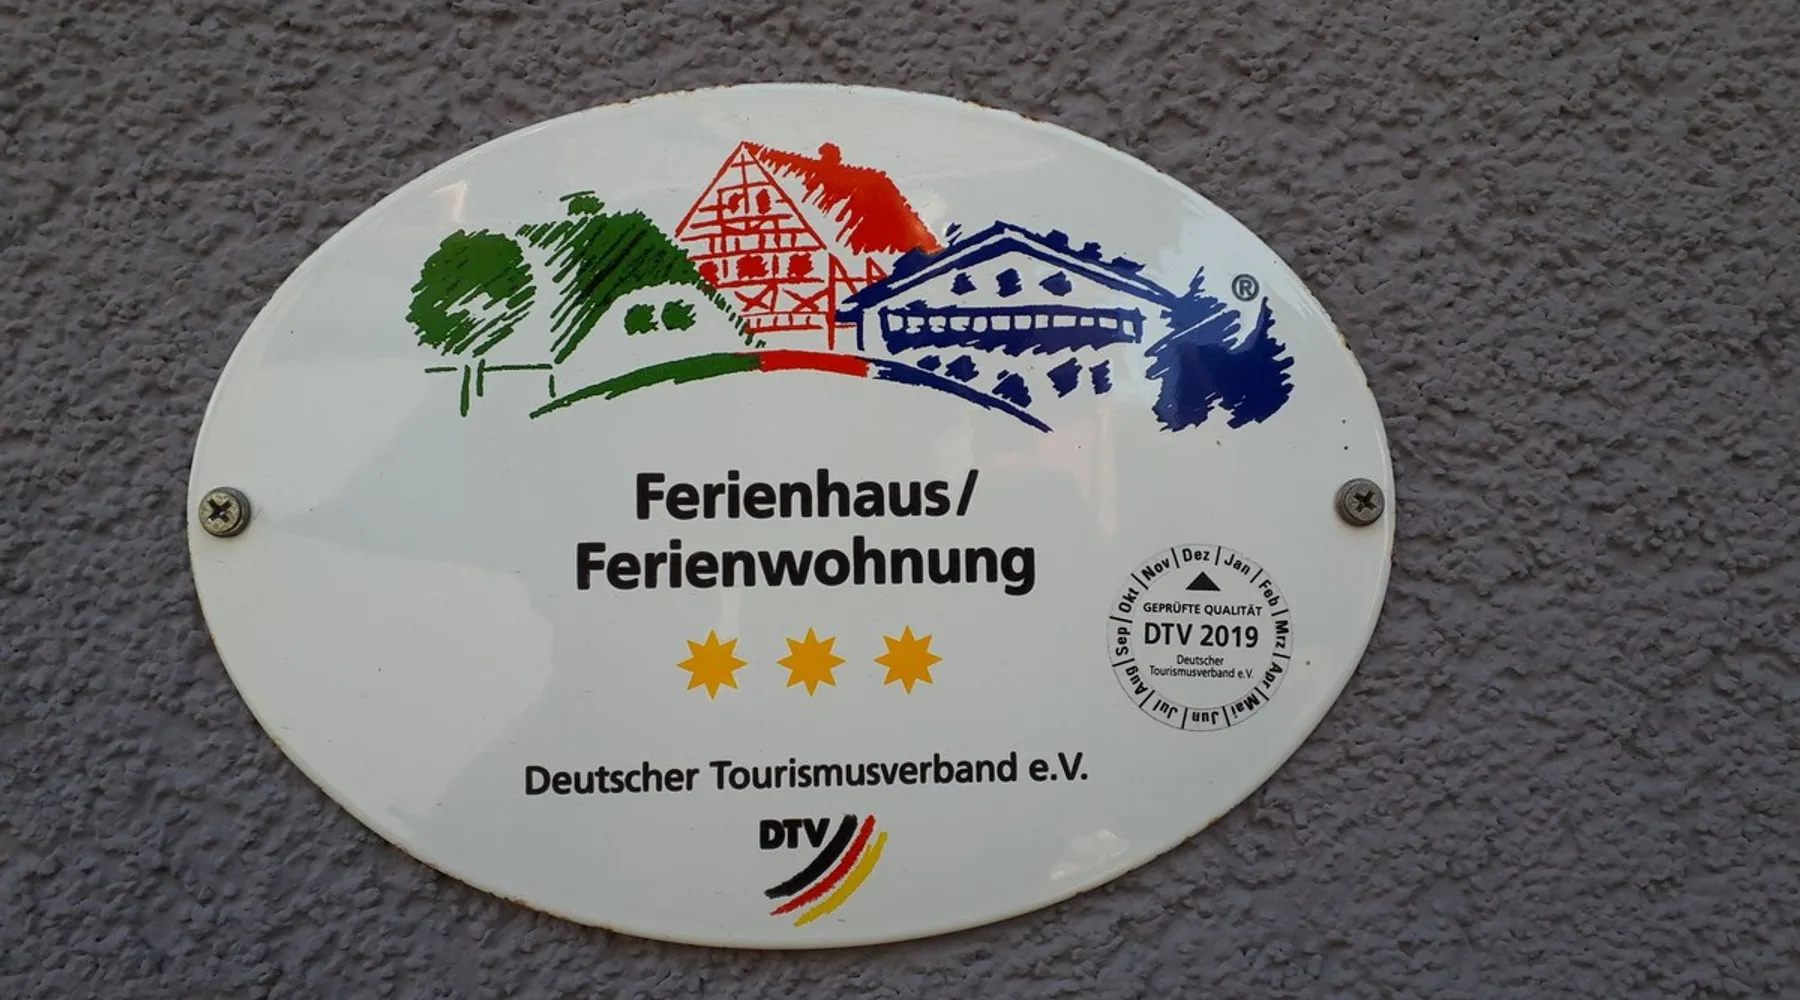 ®
Ferienhaus/
Ferienwohnung
Dez | Jan | Feb | Mrz | Apr | Mai | Jun | Jul | Aug | Sep | Okt | Nov |
GEPRÜFTE QUALITÄT
DTV 2019
Deutscher
Tourismusverband e.V.
Deutscher Tourismusverband e.V.
DTV